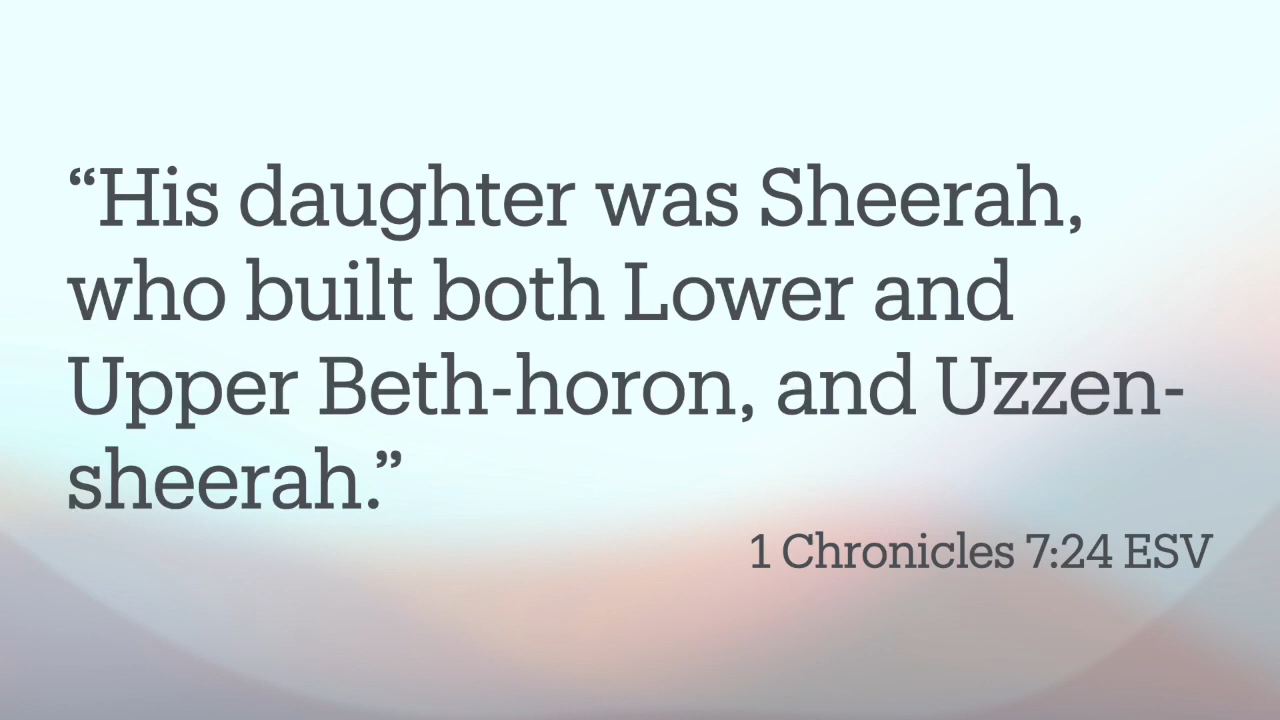 “His daughter was Sheerah,
who built both Lower and
Upper Beth-horon, and Uzzen-
sheerah.”
1 Chronicles 7:24 ESV